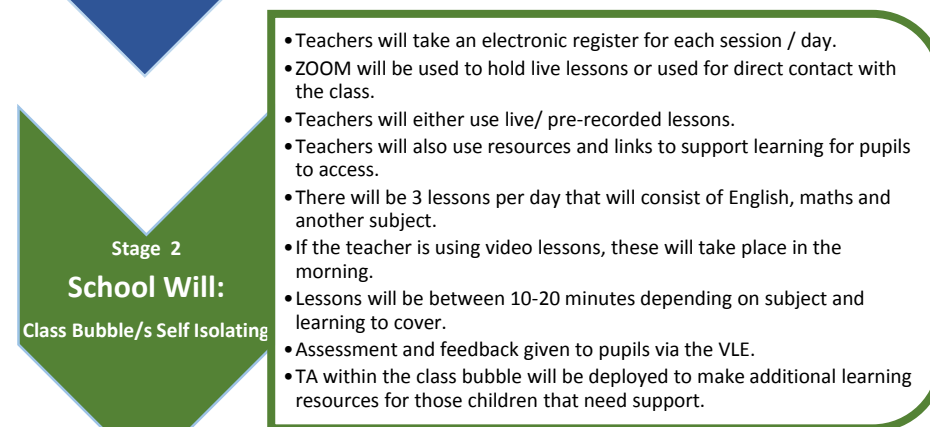 Stage 2
School Will:
Class Bubble/s Self Isolating
•Teachers will take an electronic register for each session / day.
•ZOOM will be used to hold live lessons or used for direct contact with
the class.
•Teachers will either use live/ pre-recorded lessons.
•Teachers will also use resources and links to support learning for pupils
to access.
•There will be 3 lessons per day that will consist of English, maths and
another subject.
•If the teacher is using video lessons, these will take place in the
morning.
•Lessons will be between 10-20 minutes depending on subject and
learning to cover.
•Assessment and feedback given to pupils via the VLE.
•TA within the class bubble will be deployed to make additional learning
resources for those children that need support.